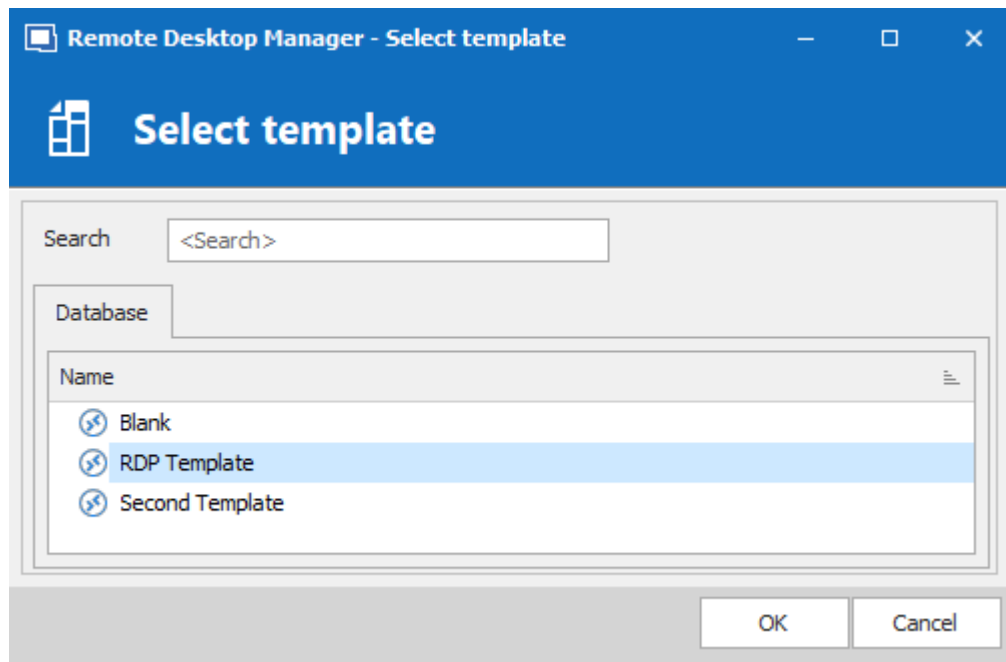 Remote Desktop Manager - Select template
Select template
Search <Search>
Database
Name
Blank
RDP Template
Second Template
OK Cancel